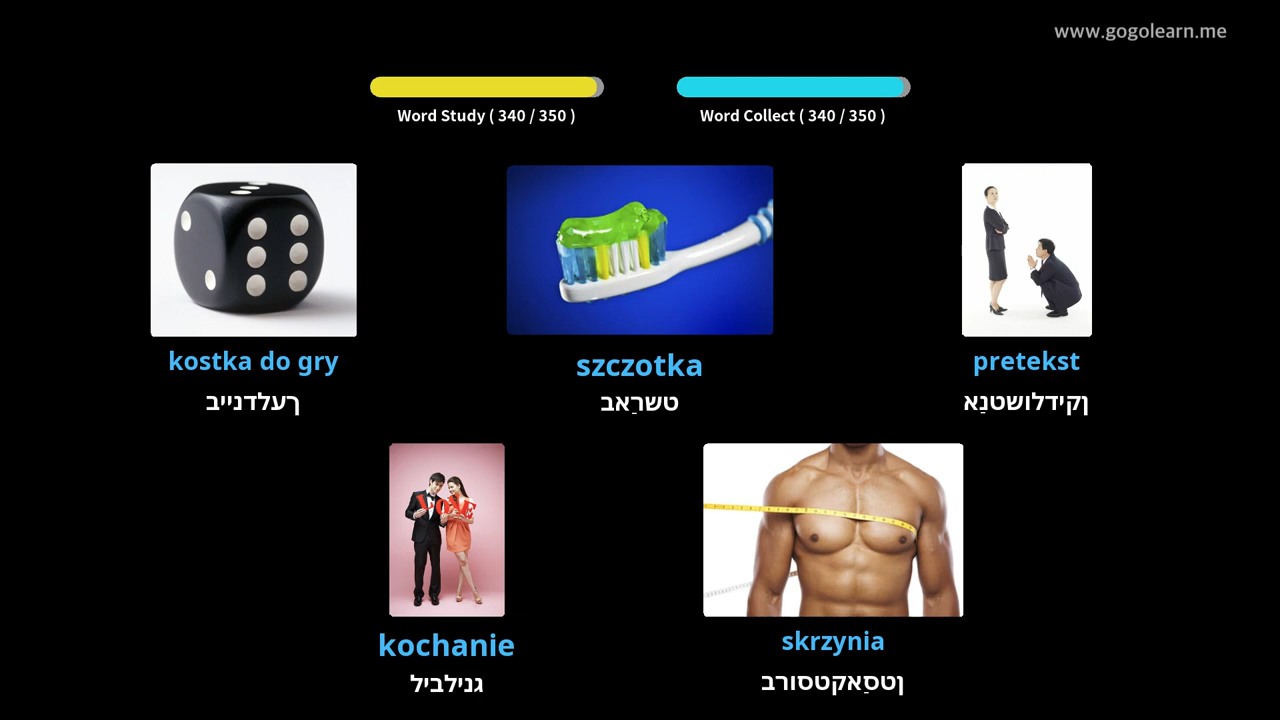 www.gogolearn.me
Word Study ( 340 / 350 )
Word Collect ( 340 / 350 )
kostka do gry
ךעלדנייב
szczotka
טשרַאב
pretekst
ןקידלושטנַא
kochanie
גנילביל
skrzynia
ןטסַאקטסורב